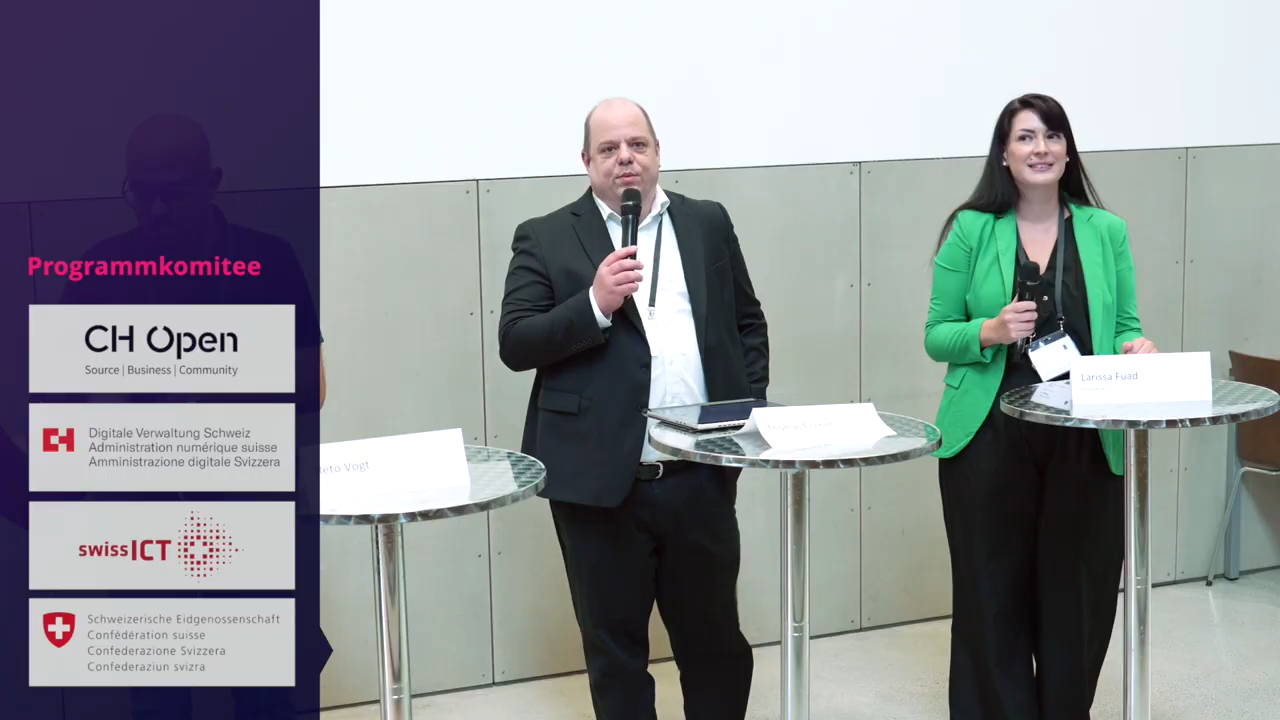 Programmkomitee
CH Open
Source | Business | Community
Digitale Verwaltung Schweiz
Administration numérique suisse
Amministrazione digitale Svizzera
swissICT
Schweizerische Eidgenossenschaft
Confédération suisse
Confederazione Svizzera
Confederaziun svizra
Vogt
Larissa Fuad